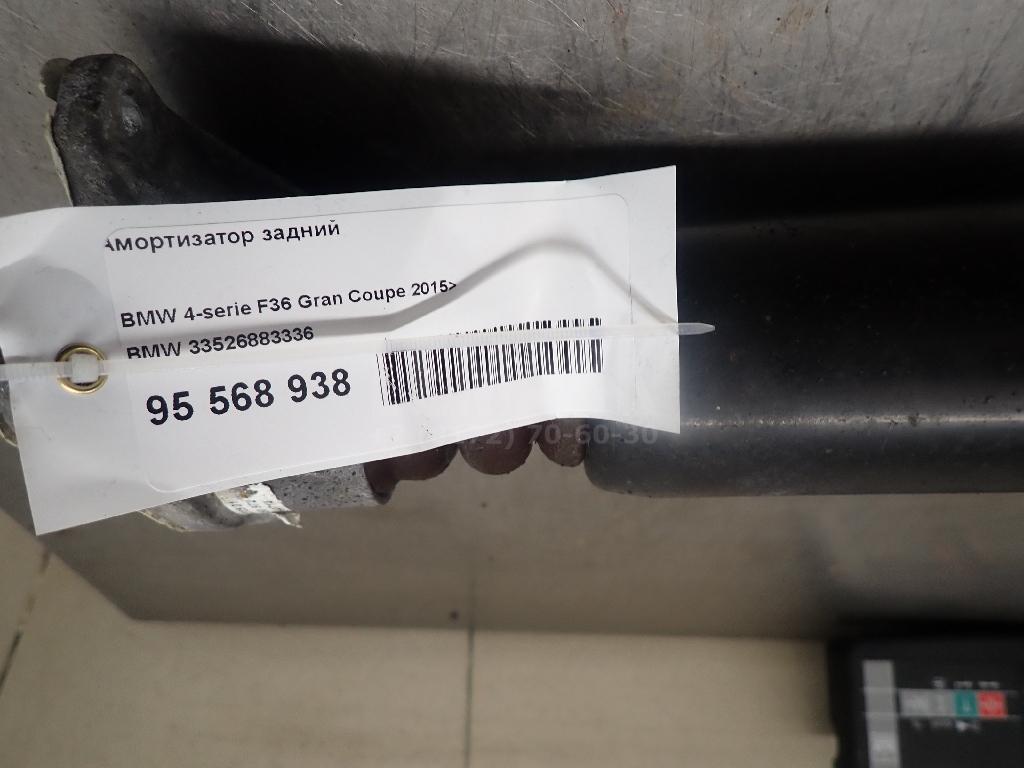 Амортизатор задний
BMW 4-serie F36 Gran Coupe 2015>
BMW 33526883336
95 568 938
70-60-30